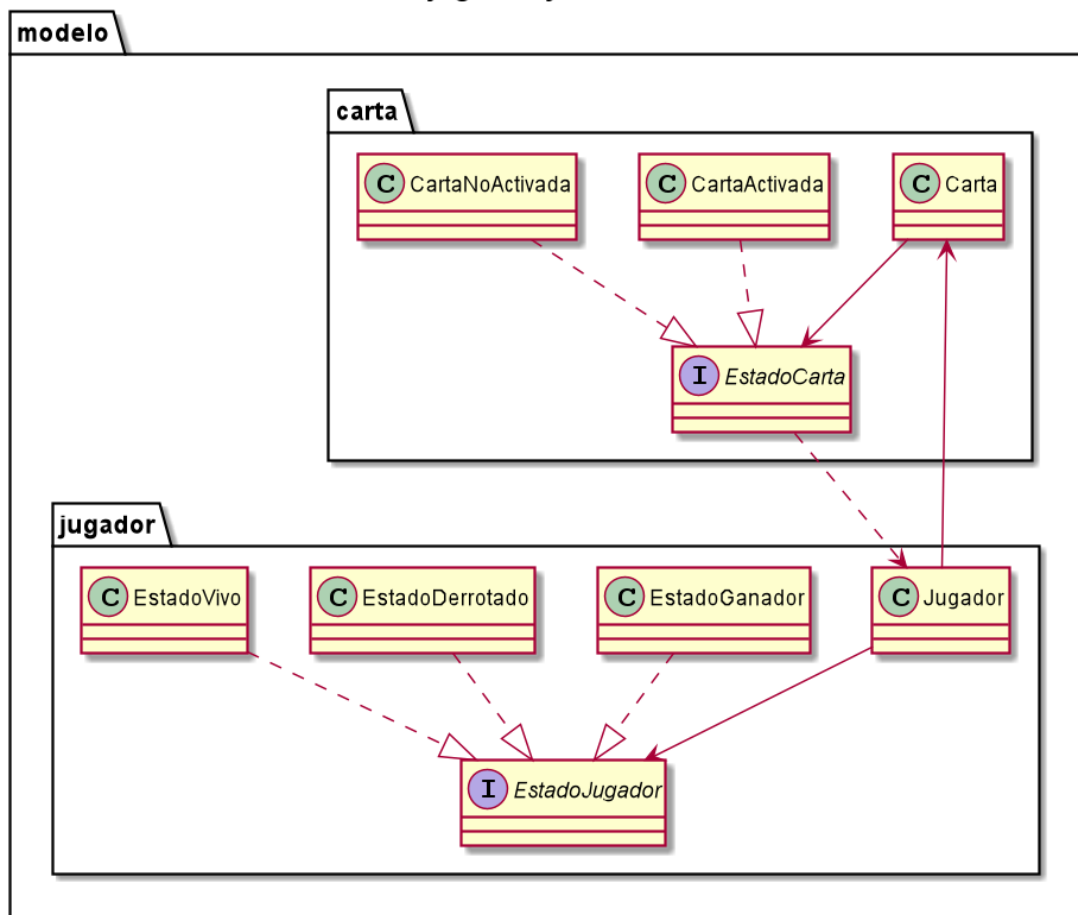 modelo
carta
C CartaNoActivada
C CartaActivada
C Carta
I EstadoCarta
jugador
C EstadoVivo
C EstadoDerrotado
C EstadoGanador
C Jugador
I EstadoJugador